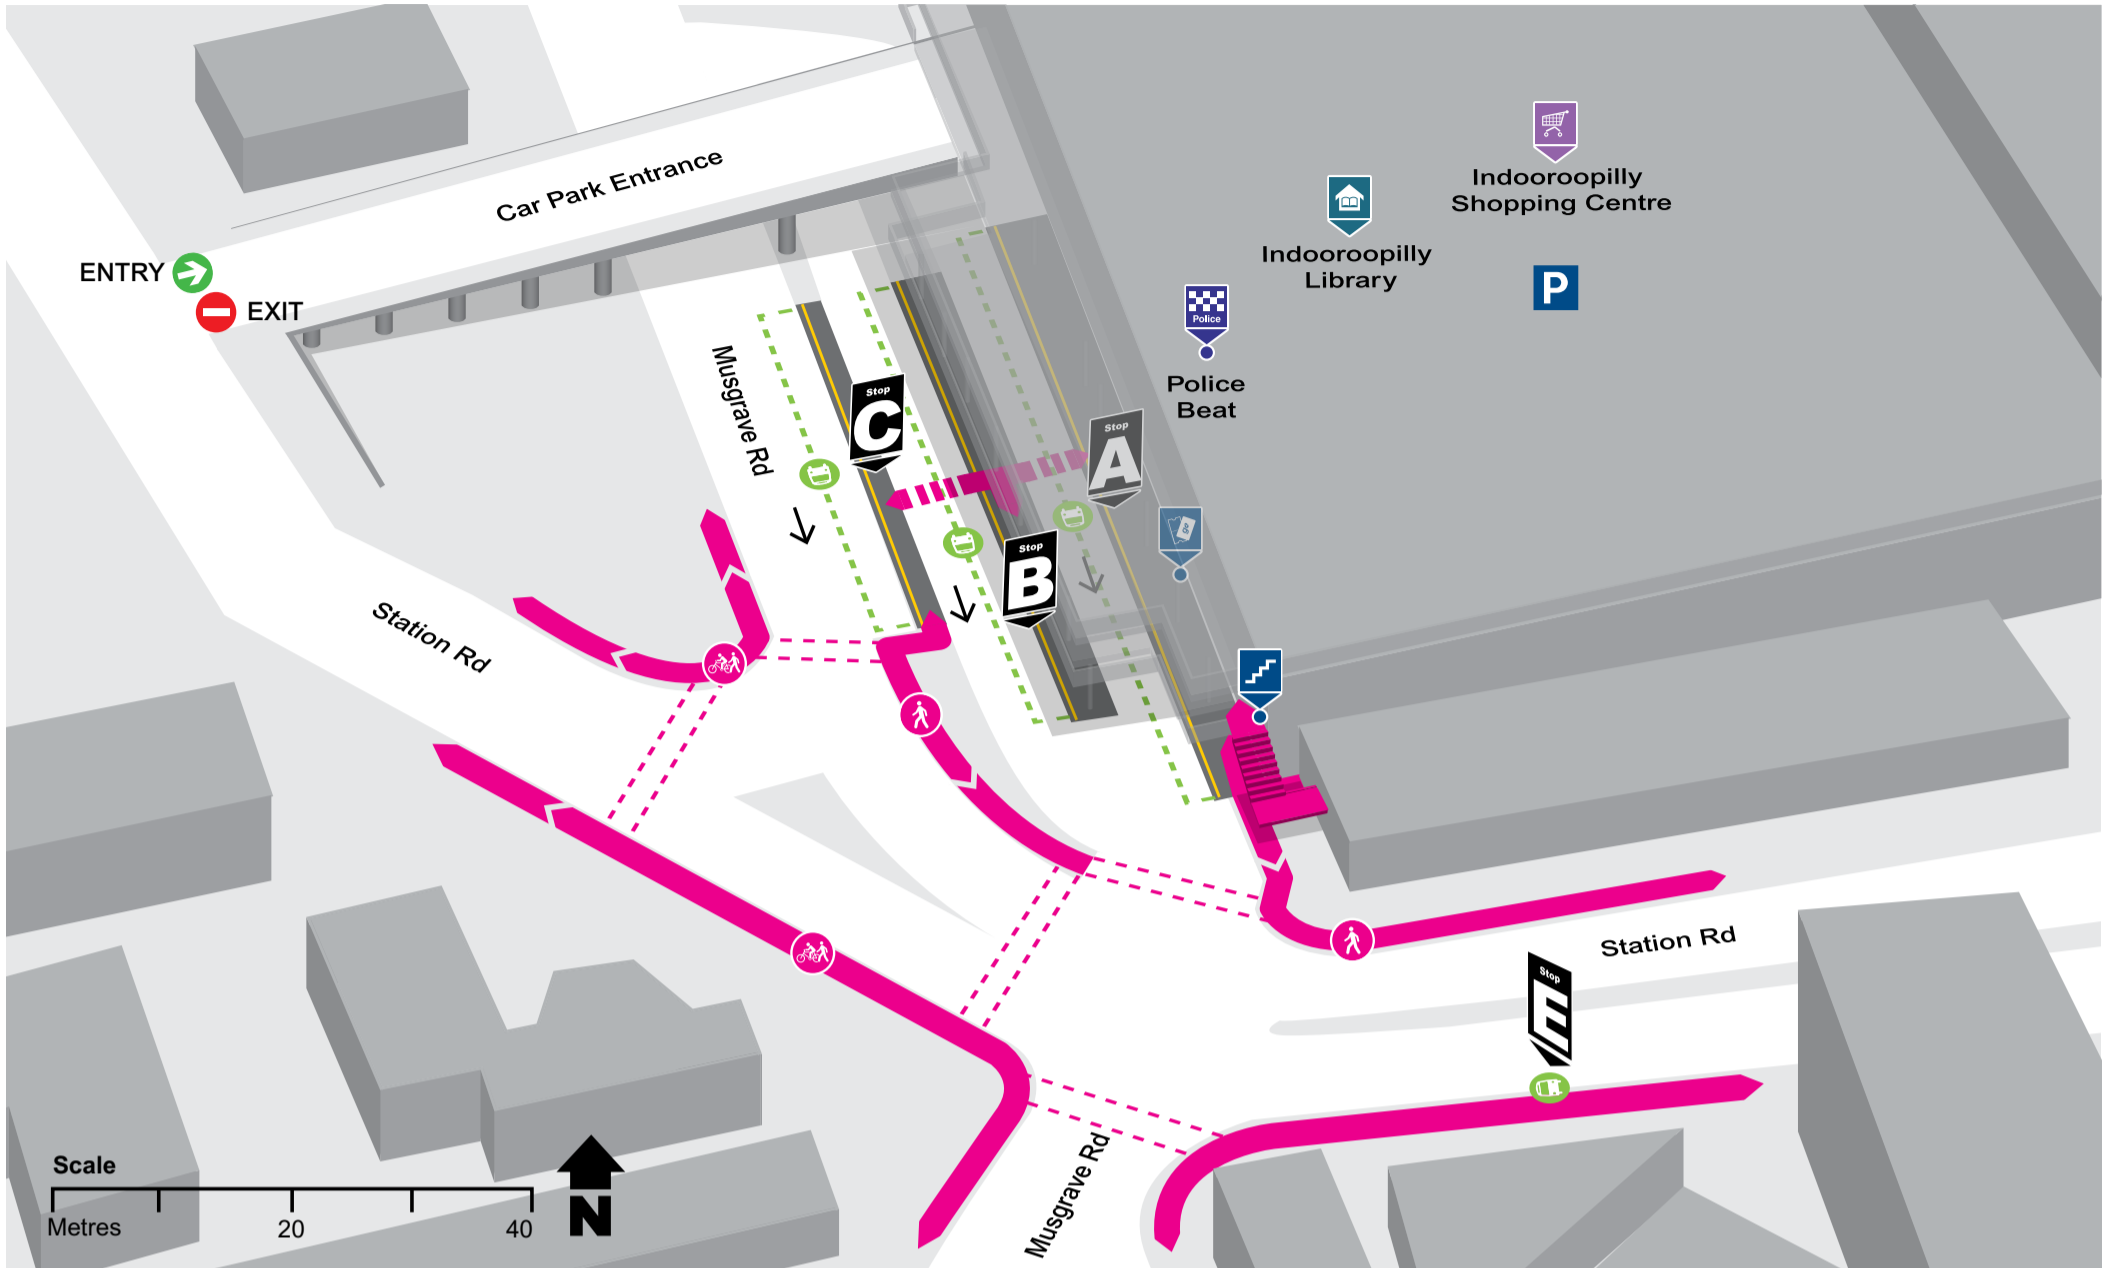 Indooroopilly
Shopping Centre
Car Park Entrance
Indooroopilly
Library
P
ENTRY
EXIT
Police
Police
Beat
Musgrave Rd
Stop
C
Stop
A
go
Stop
B
Station Rd
Station Rd
Stop
E
Musgrave Rd
Scale
Metres
20
40
N